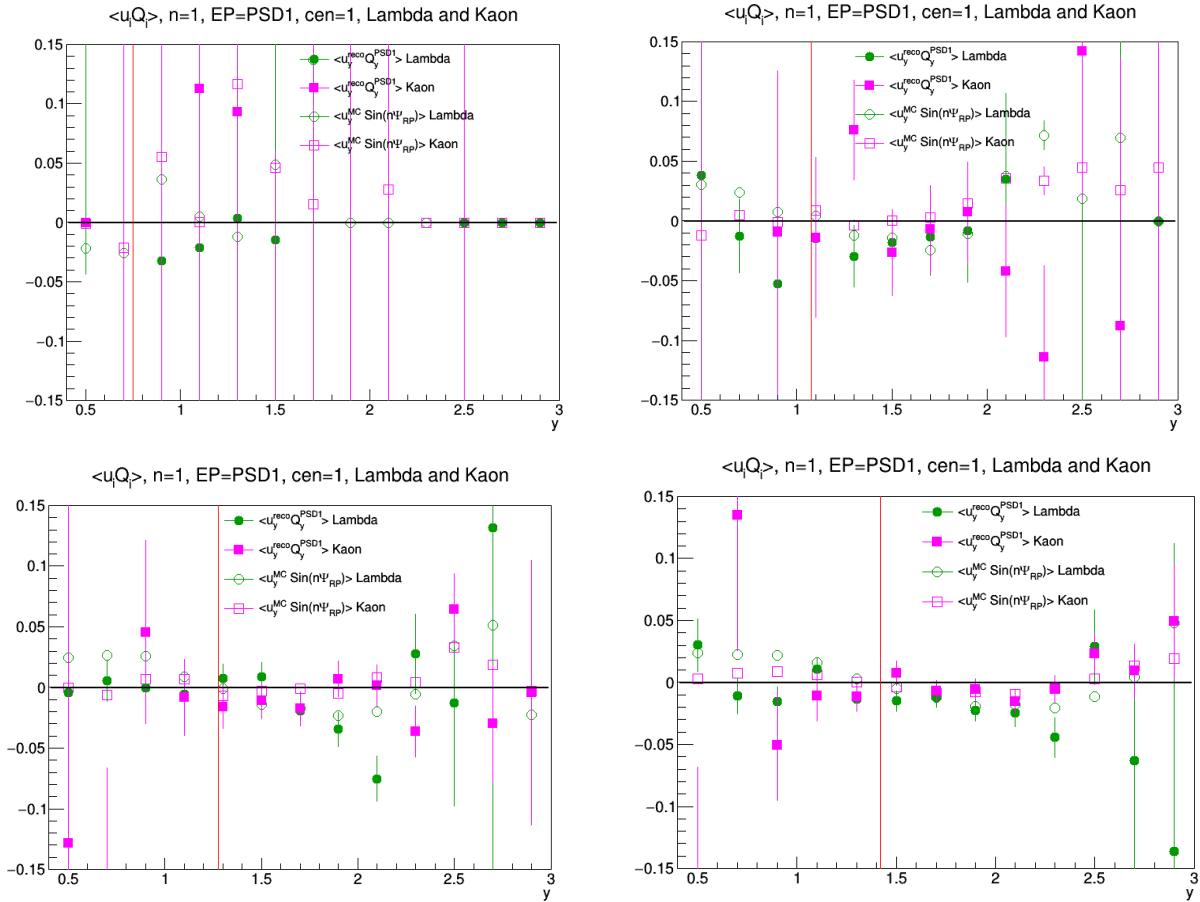 <u_iQ_i>, n=1, EP=PSD1, cen=1, Lambda and Kaon
0.15
0.1
0.05
0
−0.05
−0.1
−0.15
0.5 1 1.5 2 2.5 3
y
<u_y^reco Q_y^PSD1> Lambda
<u_y^reco Q_y^PSD1> Kaon
<u_y^MC Sin(nΨ_RP)> Lambda
<u_y^MC Sin(nΨ_RP)> Kaon
<u_iQ_i>, n=1, EP=PSD1, cen=1, Lambda and Kaon
0.15
0.1
0.05
0
−0.05
−0.1
−0.15
0.5 1 1.5 2 2.5 3
y
<u_y^reco Q_y^PSD1> Lambda
<u_y^reco Q_y^PSD1> Kaon
<u_y^MC Sin(nΨ_RP)> Lambda
<u_y^MC Sin(nΨ_RP)> Kaon
<u_iQ_i>, n=1, EP=PSD1, cen=1, Lambda and Kaon
0.15
0.1
0.05
0
−0.05
−0.1
−0.15
0.5 1 1.5 2 2.5 3
y
<u_y^reco Q_y^PSD1> Lambda
<u_y^reco Q_y^PSD1> Kaon
<u_y^MC Sin(nΨ_RP)> Lambda
<u_y^MC Sin(nΨ_RP)> Kaon
<u_iQ_i>, n=1, EP=PSD1, cen=1, Lambda and Kaon
0.15
0.1
0.05
0
−0.05
−0.1
−0.15
0.5 1 1.5 2 2.5 3
y
<u_y^reco Q_y^PSD1> Lambda
<u_y^reco Q_y^PSD1> Kaon
<u_y^MC Sin(nΨ_RP)> Lambda
<u_y^MC Sin(nΨ_RP)> Kaon